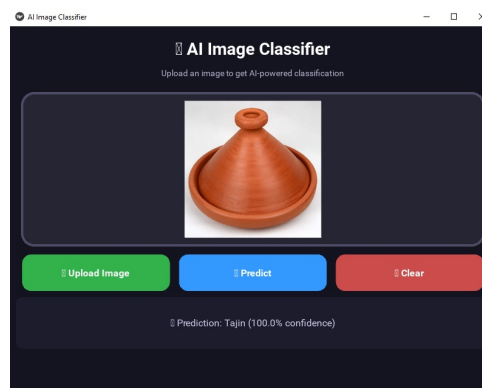 AI Image Classifier
▯ AI Image Classifier
Upload an image to get AI-powered classification
▯ Upload Image
▯ Predict
▯ Clear
▯ Prediction: Tajin (100.0% confidence)